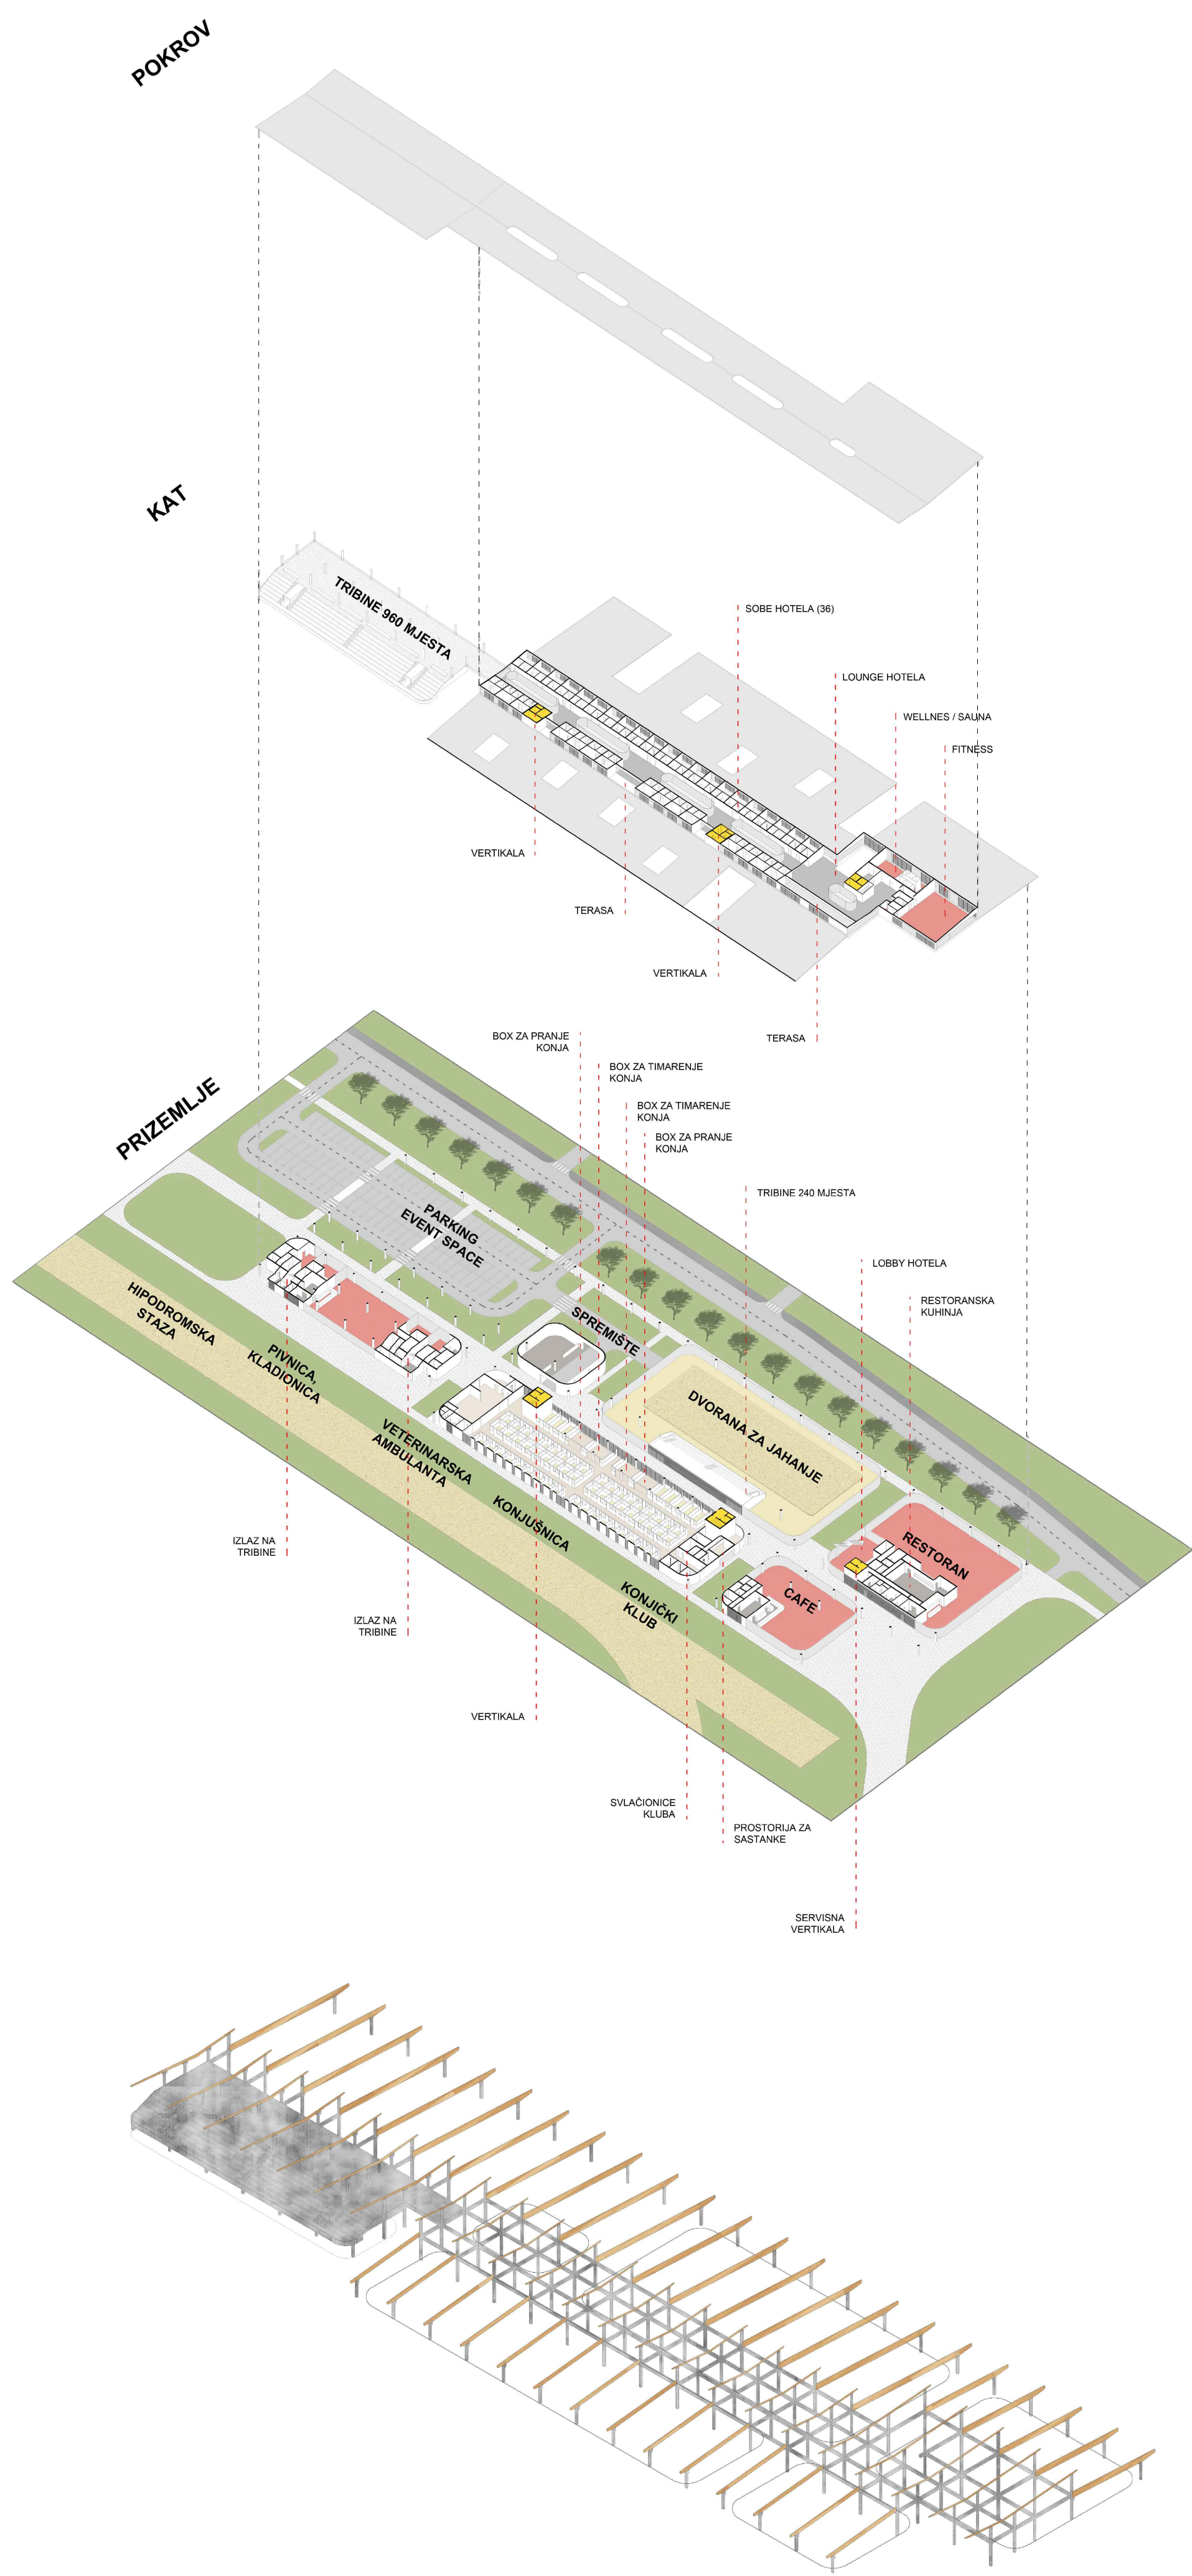 POKROV
KAT
TRIBINE 960 MJESTA
SOBE HOTELA (36)
LOUNGE HOTELA
WELLNES / SAUNA
FITNESS
VERTIKALA
TERASA
VERTIKALA
TERASA
PRIZEMLJE
BOX ZA PRANJE
KONJA
BOX ZA TIMARENJE
KONJA
BOX ZA TIMARENJE
KONJA
BOX ZA PRANJE
KONJA
TRIBINE 240 MJESTA
LOBBY HOTELA
RESTORANSKA
KUHINJA
PARKING
EVENT SPACE
SPREMIŠTE
HIPODROMSKA
STAZA
PIVNICA,
KLADIONICA
DVORANA ZA JAHANJE
VETERINARSKA
AMBULANTA
KONJUŠNICA
RESTORAN
CAFE
KONJIČKI
KLUB
IZLAZ NA
TRIBINE
IZLAZ NA
TRIBINE
VERTIKALA
SVLAČIONICE
KLUBA
PROSTORIJA ZA
SASTANKE
SERVISNA
VERTIKALA